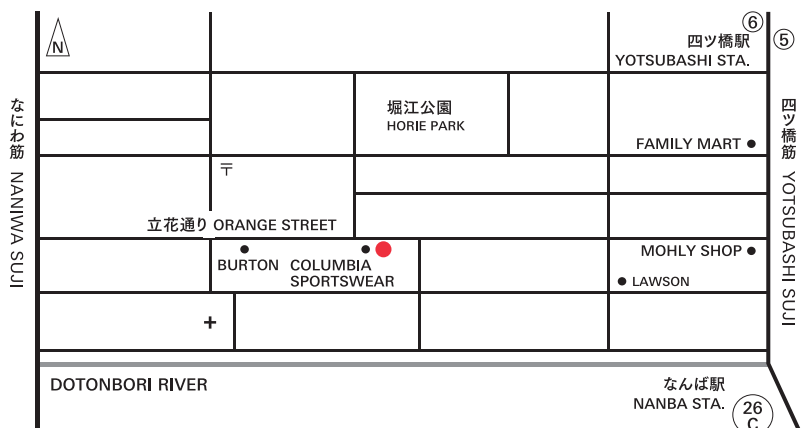 N
⑥
四ツ橋駅
YOTSUBASHI STA.
⑤
なにわ筋 NANIWA SUJI
堀江公園
HORIE PARK
四ツ橋筋 YOTSUBASHI SUJI
FAMILY MART
〒
立花通り ORANGE STREET
BURTON
COLUMBIA
SPORTSWEAR
MOHLY SHOP
LAWSON
DOTONBORI RIVER
なんば駅
NANBA STA.
26
C